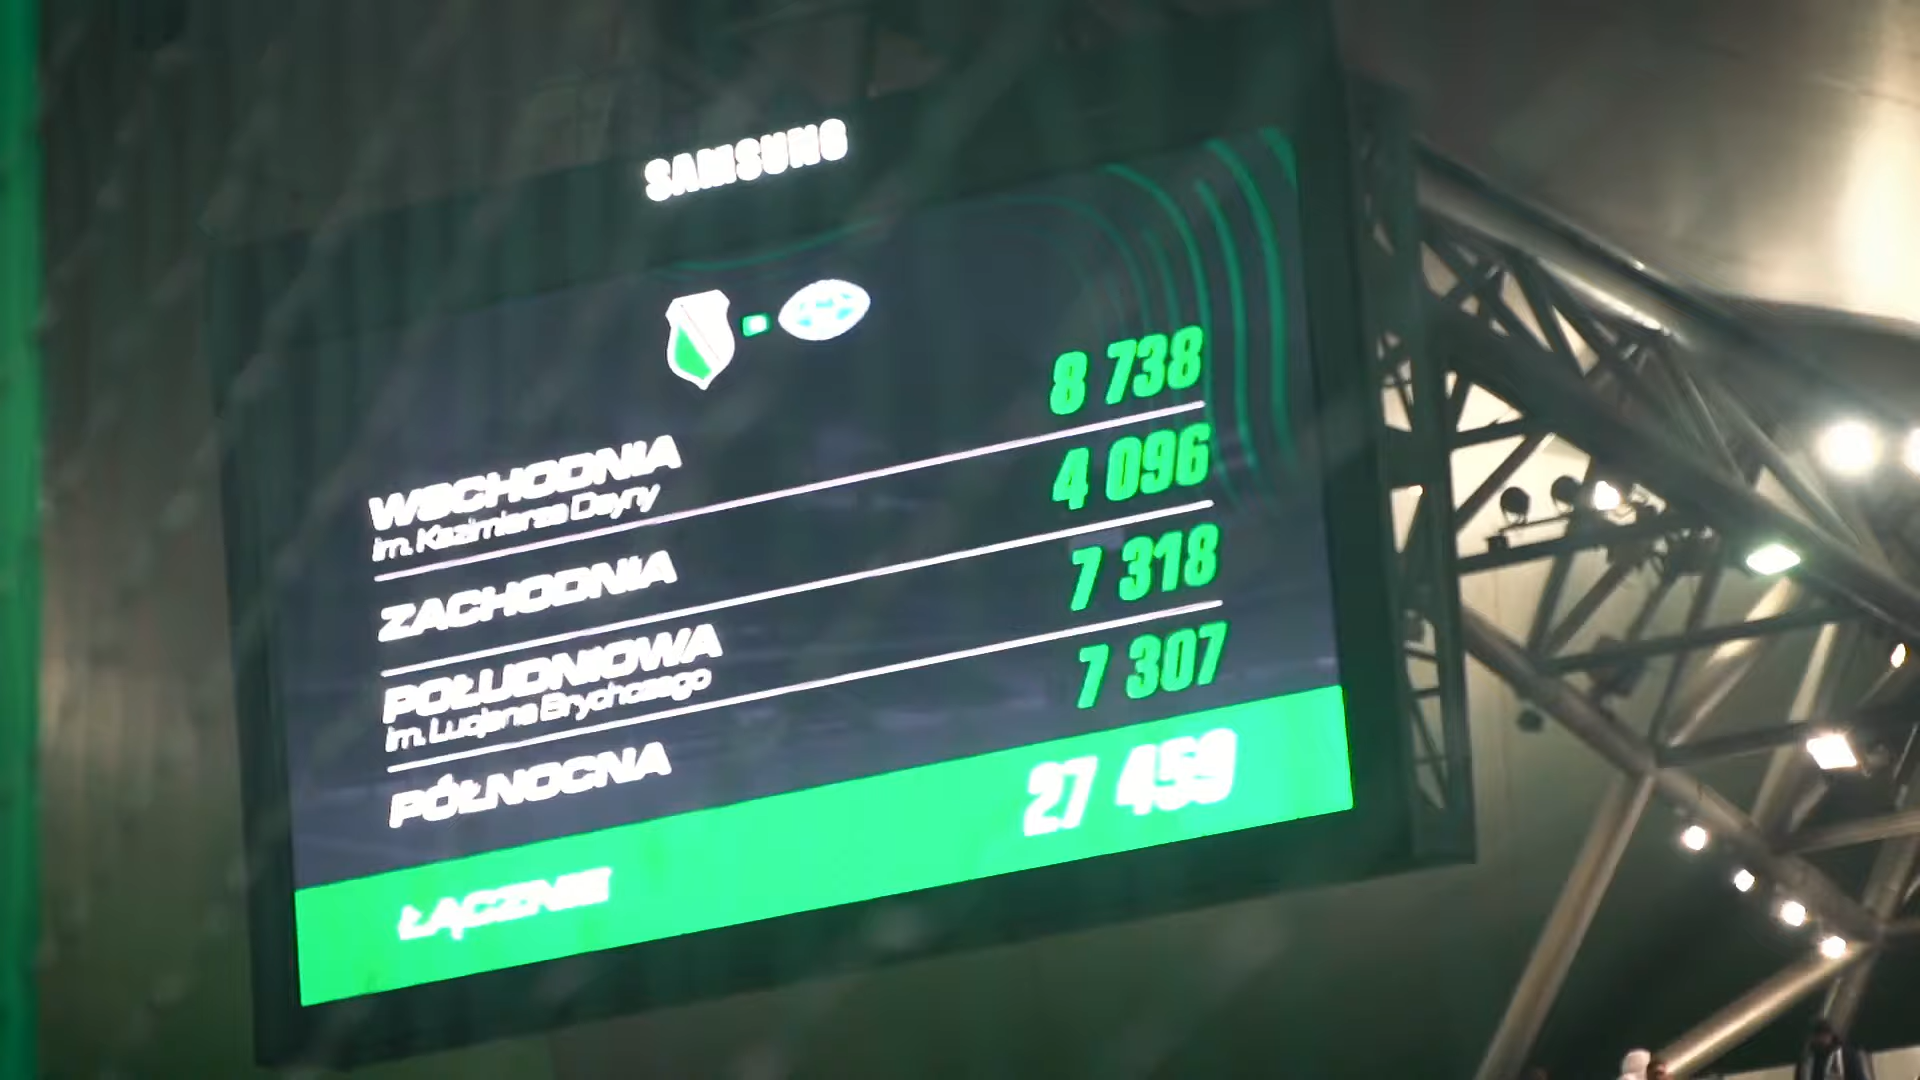 SAMSUNG
WSCHODNIA 8 738
im. Kazimierza Deyny
ZACHODNIA 4 096
POŁUDNIOWA 7 318
im. Lucjana Brychczego
PÓŁNOCNA 7 307
ŁĄCZNIE 27 459